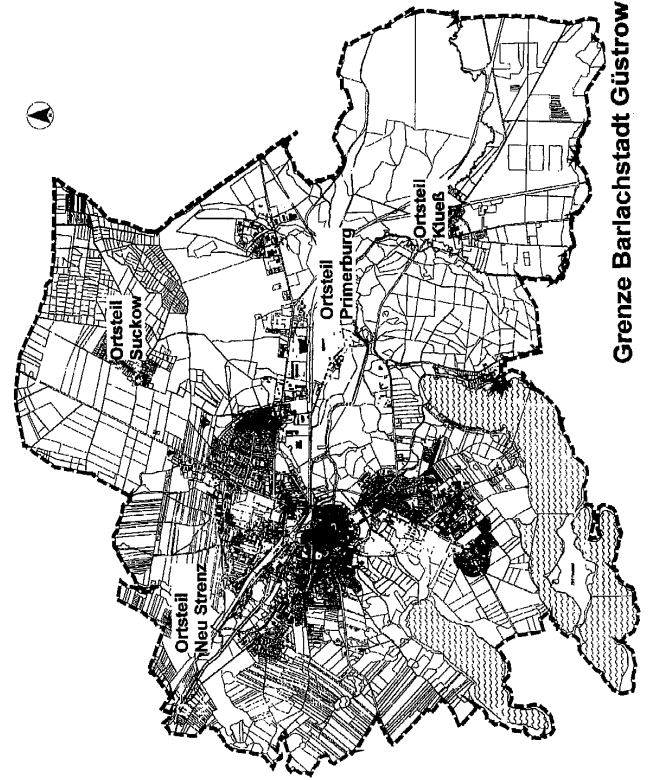 Ortsteil
Suckow
Ortsteil
Neu Strenz
Ortsteil
Primerburg
Ortsteil
Klueß
Grenze Barlachstadt Güstrow